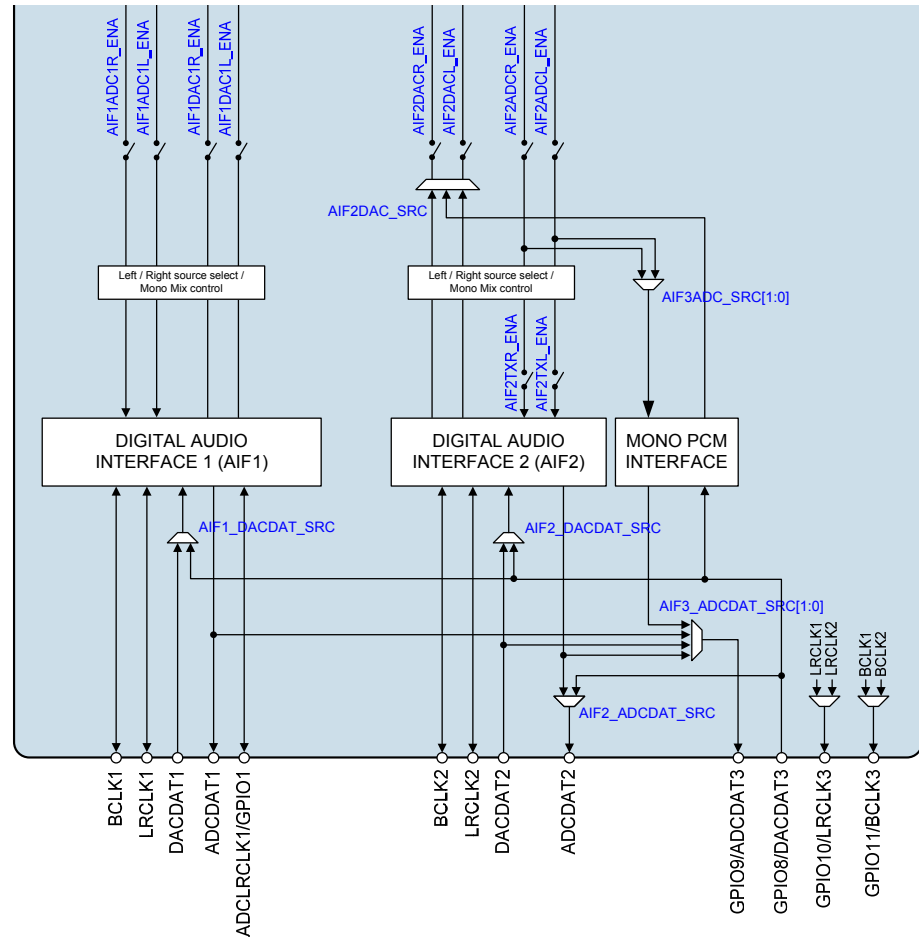 AIF1ADC1R_ENA
AIF1ADC1L_ENA
AIF1DAC1R_ENA
AIF1DAC1L_ENA
AIF2DACR_ENA
AIF2DACL_ENA
AIF2ADCR_ENA
AIF2ADCL_ENA
AIF2DAC_SRC
Left / Right source select /
Mono Mix control
Left / Right source select /
Mono Mix control
AIF3ADC_SRC[1:0]
AIF2TXR_ENA
AIF2TXL_ENA
DIGITAL AUDIO
INTERFACE 1 (AIF1)
DIGITAL AUDIO
INTERFACE 2 (AIF2)
MONO PCM
INTERFACE
AIF1_DACDAT_SRC
AIF2_DACDAT_SRC
AIF3_ADCDAT_SRC[1:0]
LRCLK1
LRCLK2
BCLK1
BCLK2
AIF2_ADCDAT_SRC
BCLK1
LRCLK1
DACDAT1
ADCDAT1
ADCLRCLK1/GPIO1
BCLK2
LRCLK2
DACDAT2
ADCDAT2
GPIO9/ADCDAT3
GPIO8/DACDAT3
GPIO10/LRCLK3
GPIO11/BCLK3